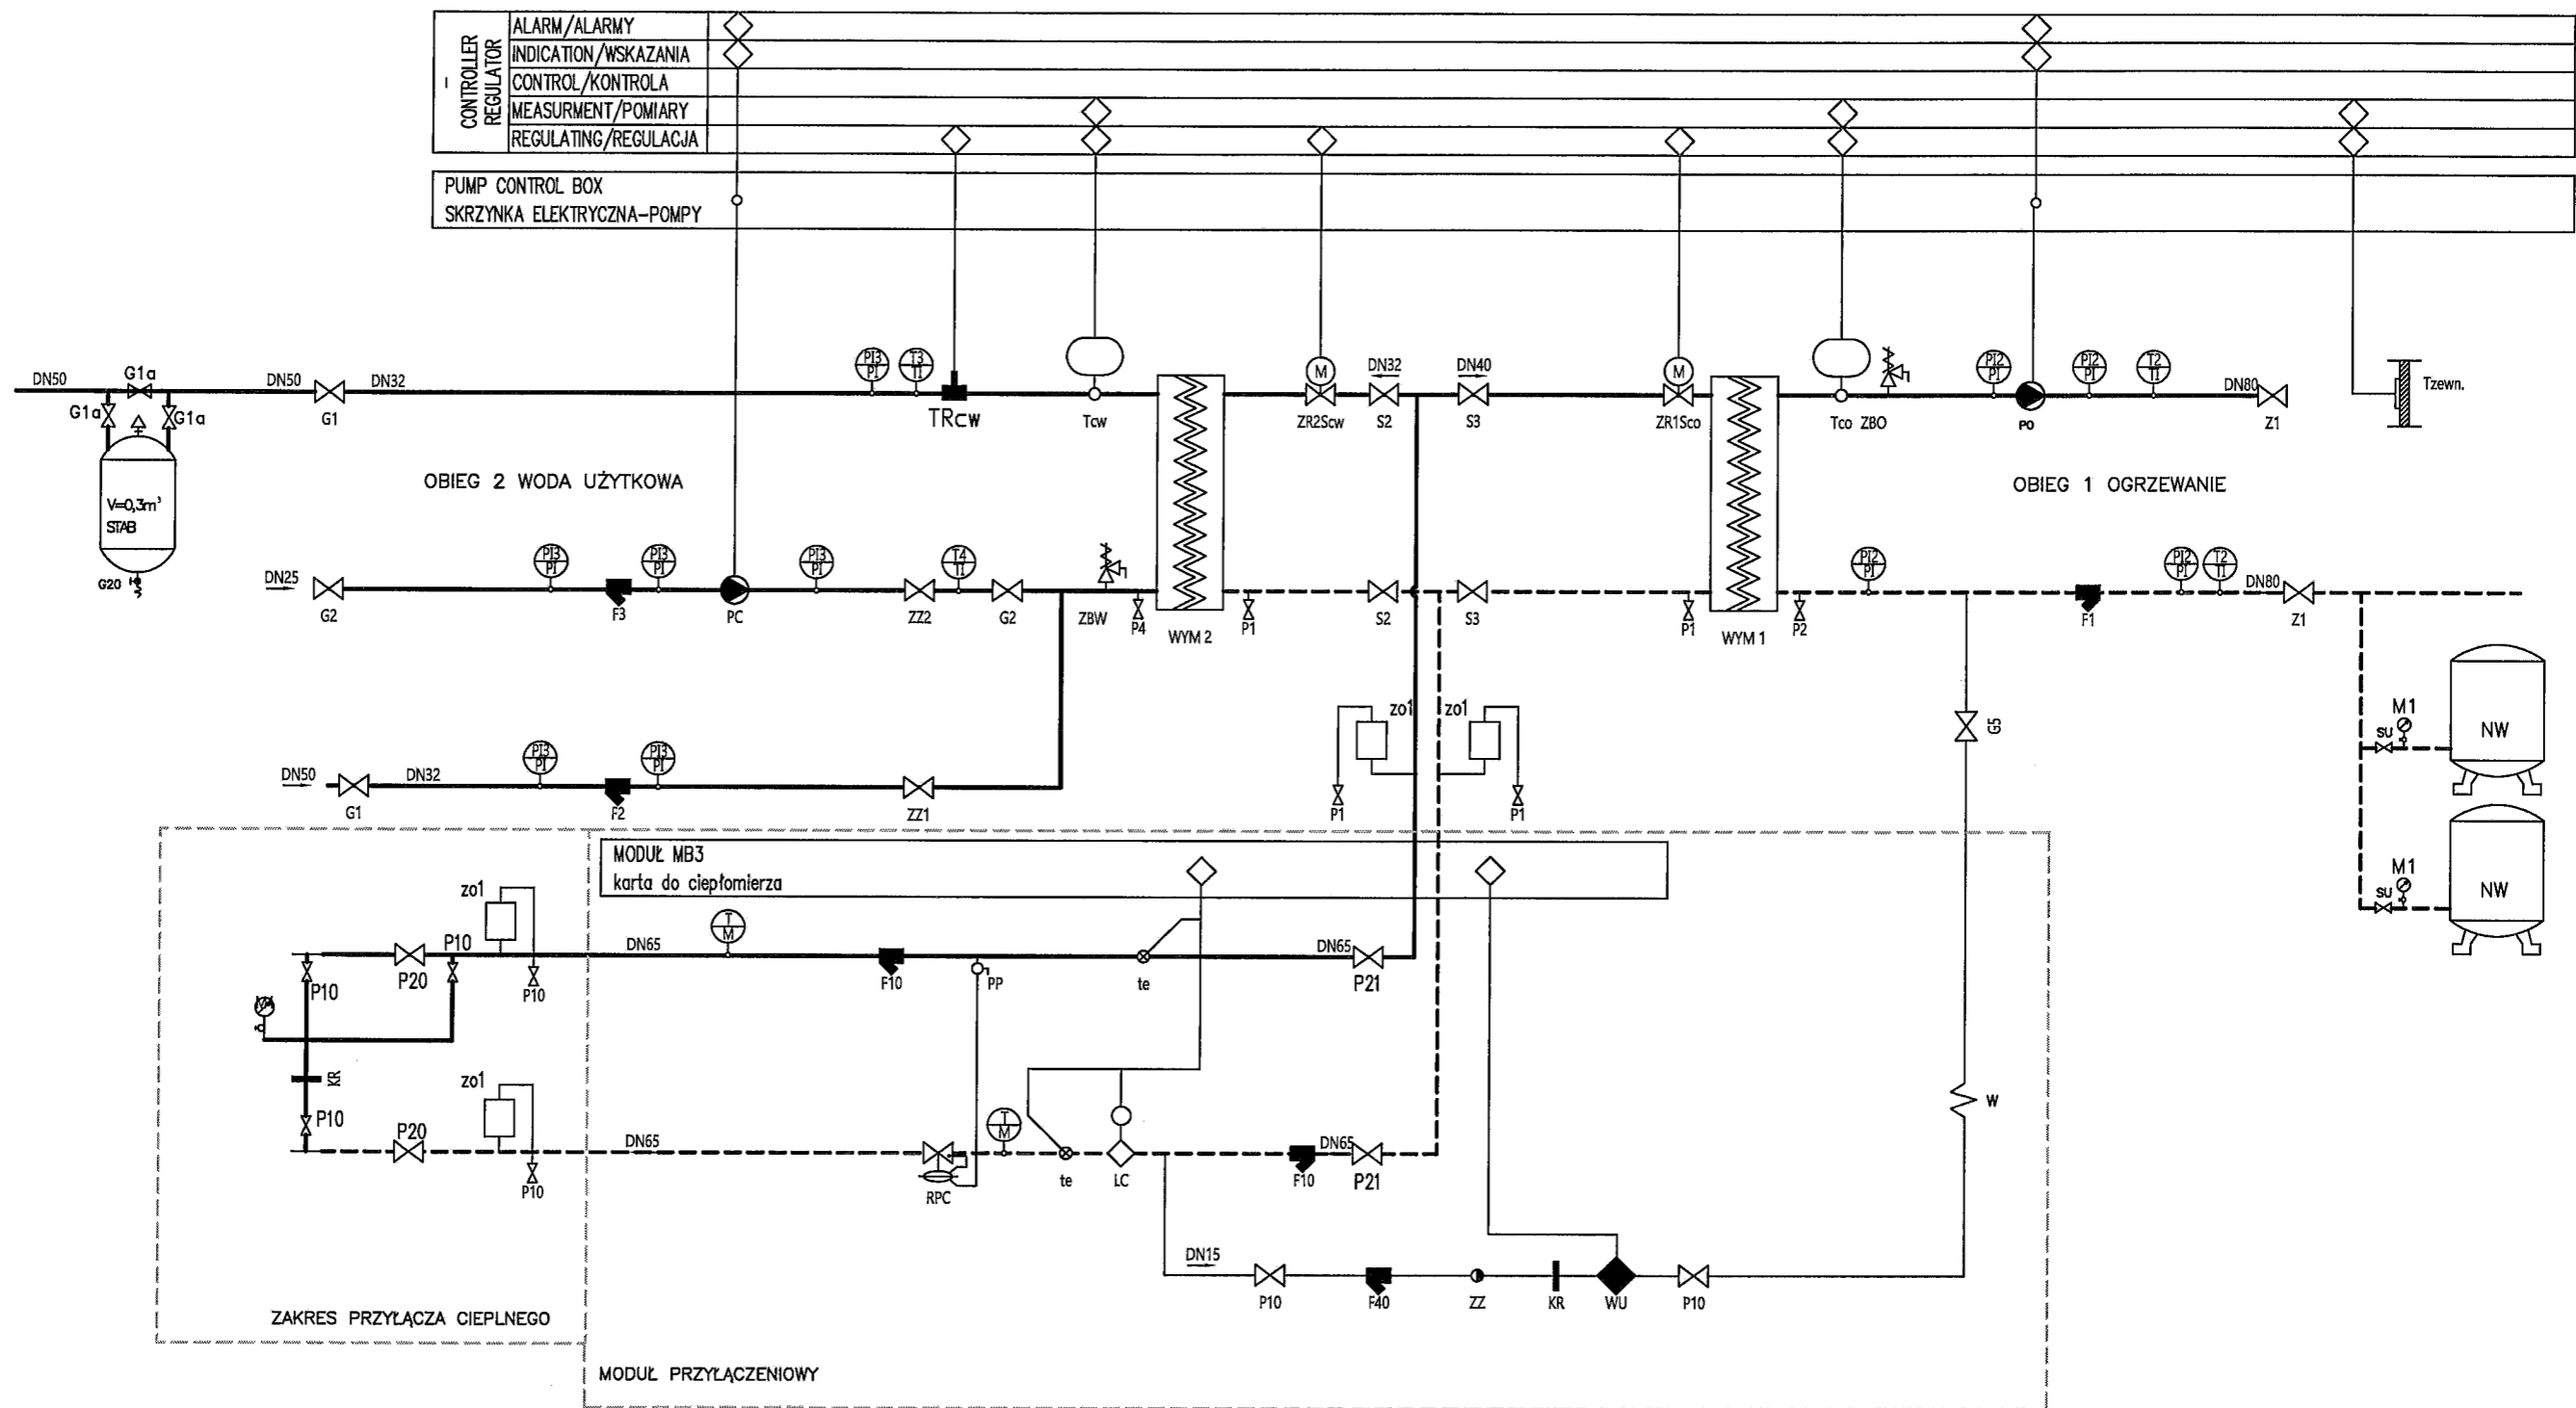 CONTROLLER
REGULATOR
ALARM/ALARMY
INDICATION/WSKAZANIA
CONTROL/KONTROLA
MEASURMENT/POMIARY
REGULATING/REGULACJA
PUMP CONTROL BOX
SKRZYNKA ELEKTRYCZNA-POMPY
DN50
G1a
DN50
DN32
G1a
G1a
G1
PI3
PI
T3
TI
TRcw
Tcw
M
ZR2Scw
DN32
S2
DN40
S3
M
ZR1Sco
Tco
ZBO
PI2
PI
PO
PI2
PI
T2
TI
DN80
Z1
Tzewn.
V=0,3m³
STAB
G20
OBIEG 2 WODA UŻYTKOWA
OBIEG 1 OGRZEWANIE
DN25
G2
PI3
PI
F3
PI3
PI
PC
PI3
PI
ZZ2
T4
TI
G2
ZBW
P4
WYM 2
P1
S2
S3
P1
WYM 1
P2
PI2
PI
F1
PI2
PI
T2
TI
DN80
Z1
zo1
zo1
P1
P1
G5
M1
SU
NW
M1
SU
NW
DN50
G1
DN32
PI3
PI
F2
PI3
PI
ZZ1
MODUŁ MB3
karta do ciepłomierza
zo1
P10
P10
P20
P10
DN65
T
M
F10
PP
te
DN65
P21
KR
P10
zo1
P20
P10
DN65
RPC
T
M
te
LC
F10
DN65
P21
W
DN15
P10
F40
ZZ
KR
WU
P10
ZAKRES PRZYŁĄCZA CIEPLNEGO
MODUŁ PRZYŁĄCZENIOWY